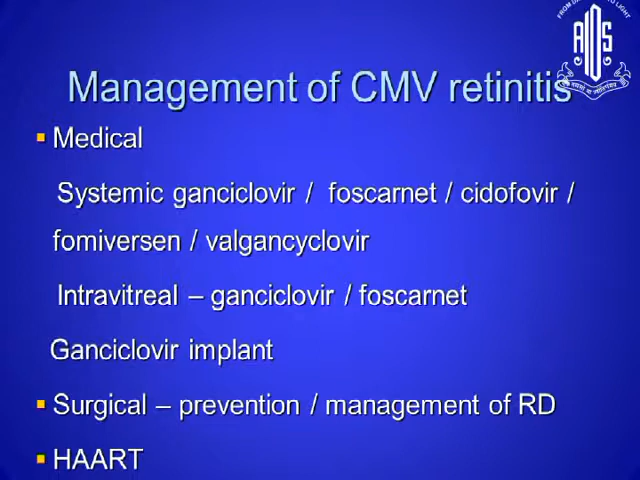 Management of CMV retinitis
AIOS
▪ Medical
Systemic ganciclovir / foscarnet / cidofovir /
fomiversen / valgancyclovir
Intravitreal – ganciclovir / foscarnet
Ganciclovir implant
▪ Surgical – prevention / management of RD
▪ HAART